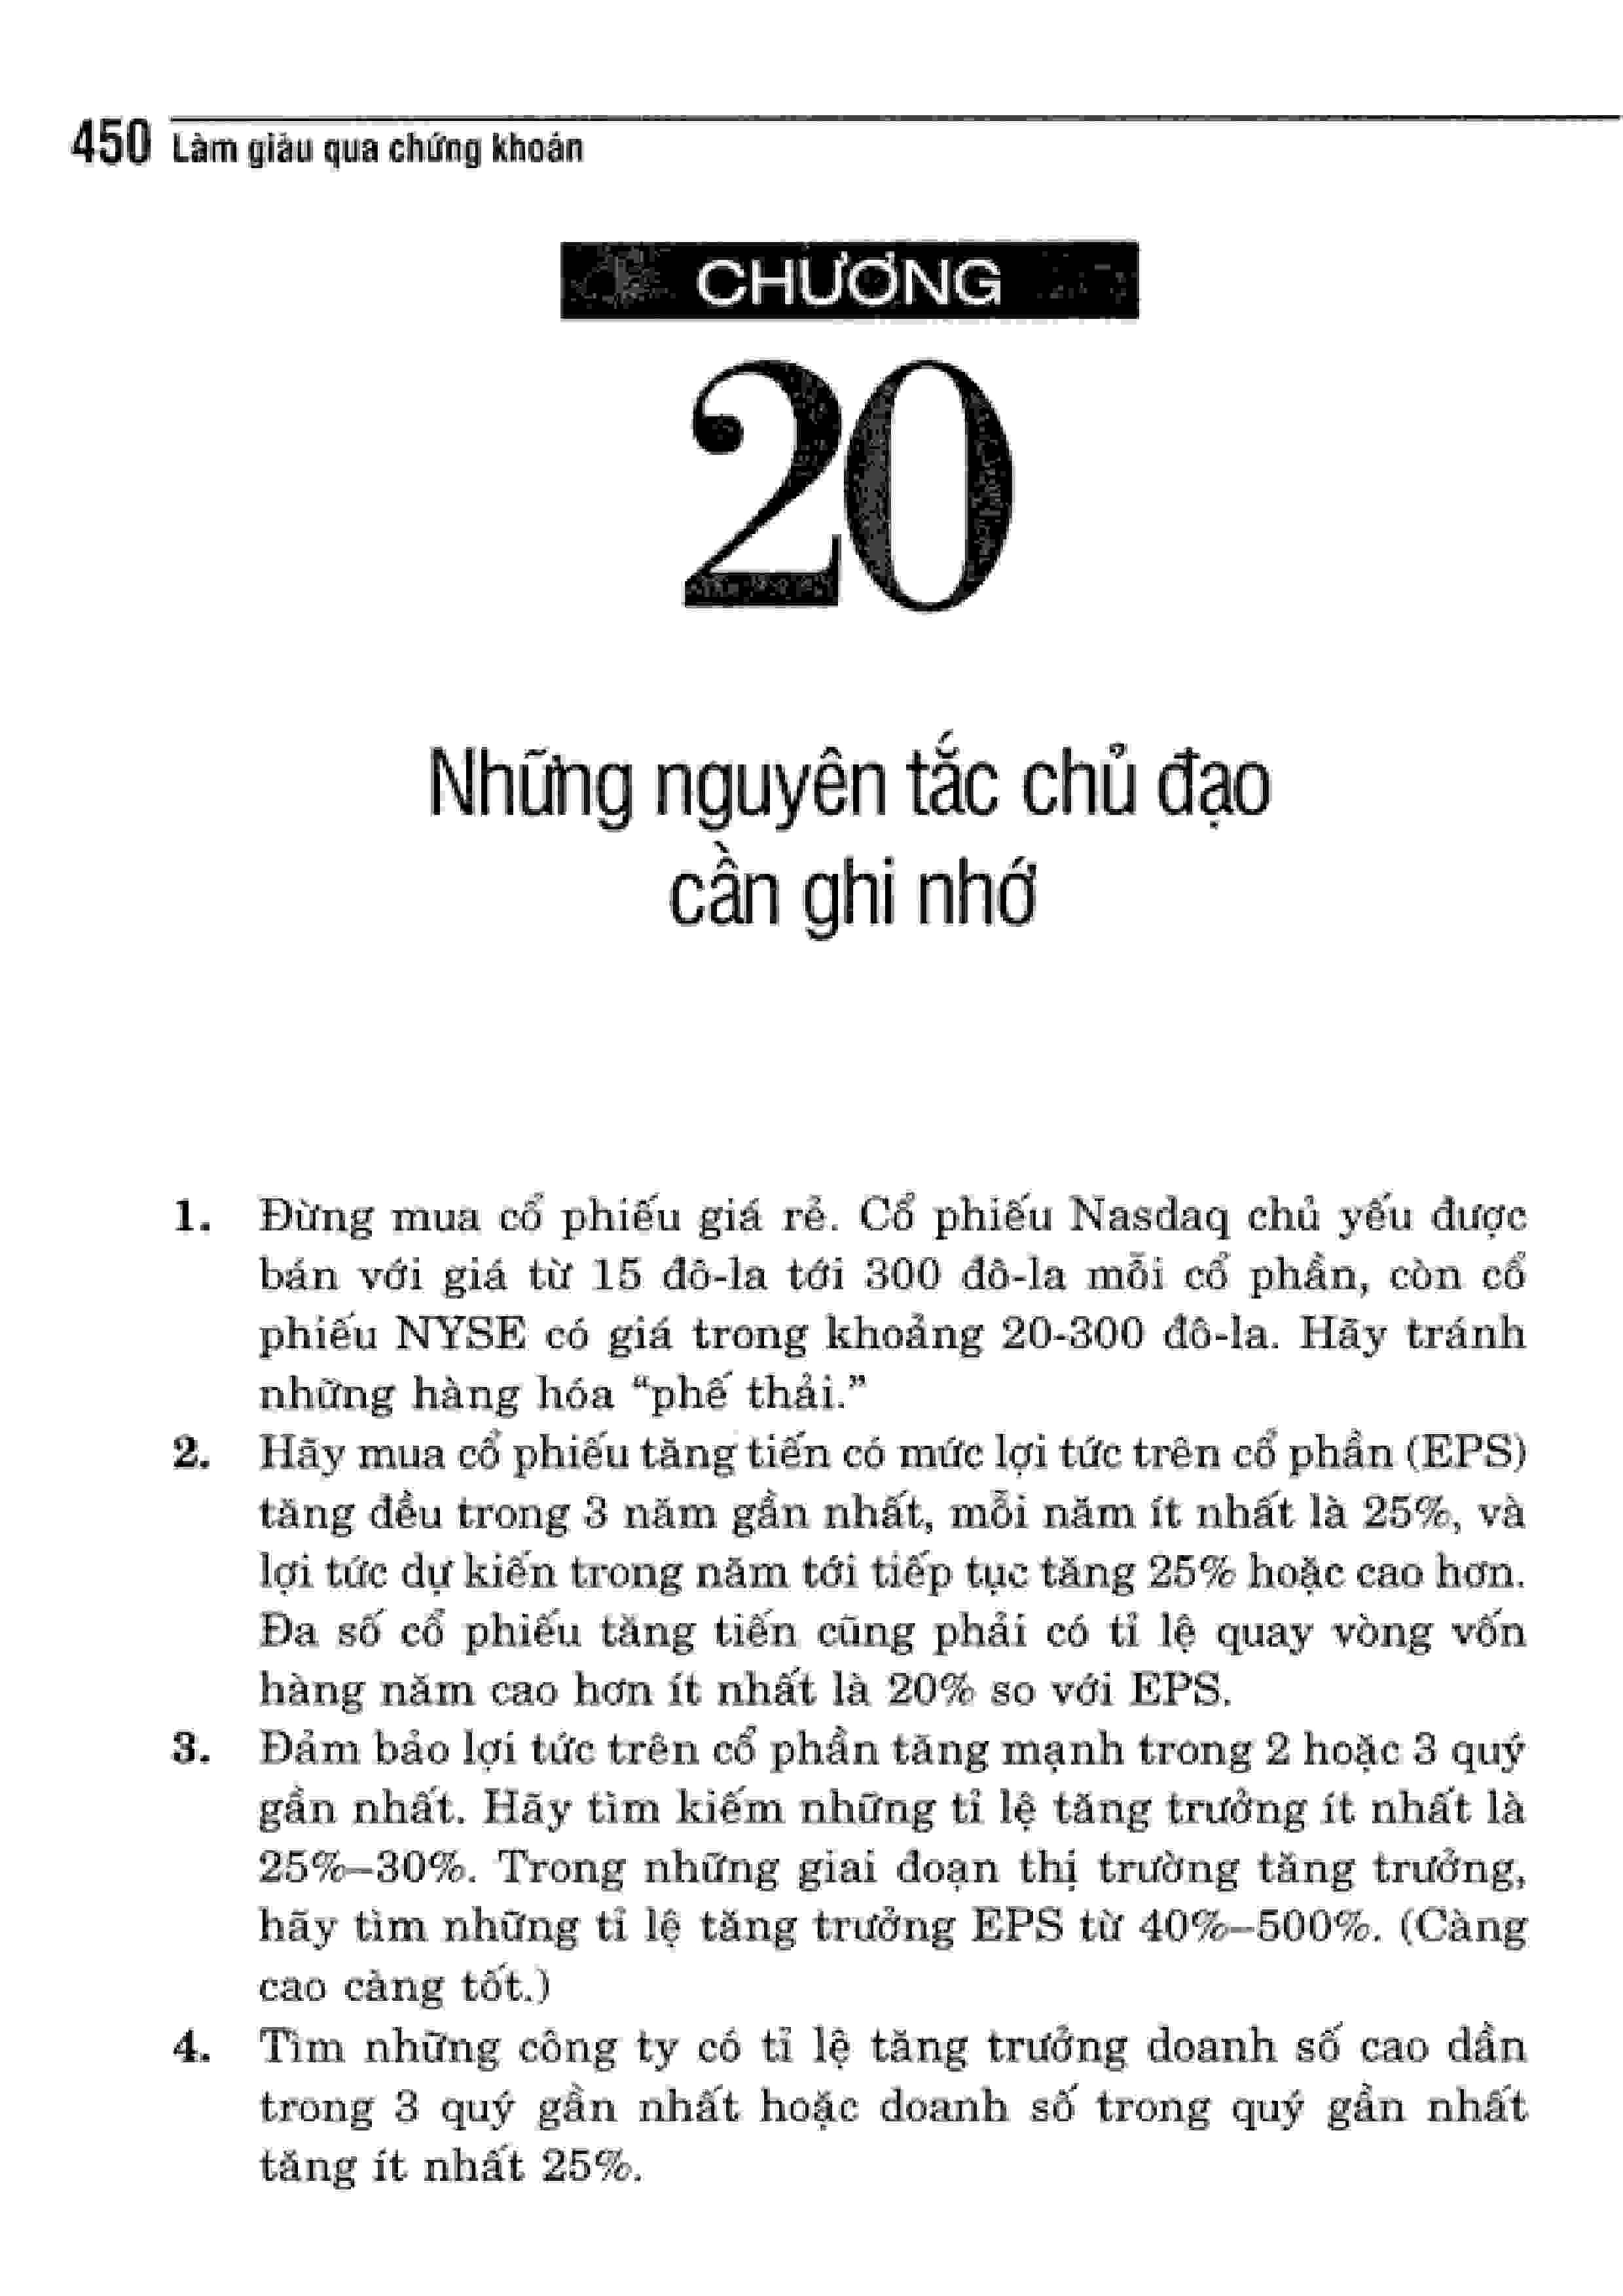 450 Làm giàu qua chứng khoán
CHƯƠNG
20
Những nguyên tắc chủ đạo
cần ghi nhớ
1. Đừng mua cổ phiếu giá rẻ. Cổ phiếu Nasdaq chủ yếu được
bán với giá từ 15 đô-la tới 300 đô-la mỗi cổ phần, còn cổ
phiếu NYSE có giá trong khoảng 20-300 đô-la. Hãy tránh
những hàng hóa “phế thải.”
2. Hãy mua cổ phiếu tăng tiến có mức lợi tức trên cổ phần (EPS)
tăng đều trong 3 năm gần nhất, mỗi năm ít nhất là 25%, và
lợi tức dự kiến trong năm tới tiếp tục tăng 25% hoặc cao hơn.
Đa số cổ phiếu tăng tiến cũng phải có tỉ lệ quay vòng vốn
hàng năm cao hơn ít nhất là 20% so với EPS.
3. Đảm bảo lợi tức trên cổ phần tăng mạnh trong 2 hoặc 3 quý
gần nhất. Hãy tìm kiếm những tỉ lệ tăng trưởng ít nhất là
25%–30%. Trong những giai đoạn thị trường tăng trưởng,
hãy tìm những tỉ lệ tăng trưởng EPS từ 40%–500%. (Càng
cao càng tốt.)
4. Tìm những công ty có tỉ lệ tăng trưởng doanh số cao dần
trong 3 quý gần nhất hoặc doanh số trong quý gần nhất
tăng ít nhất 25%.